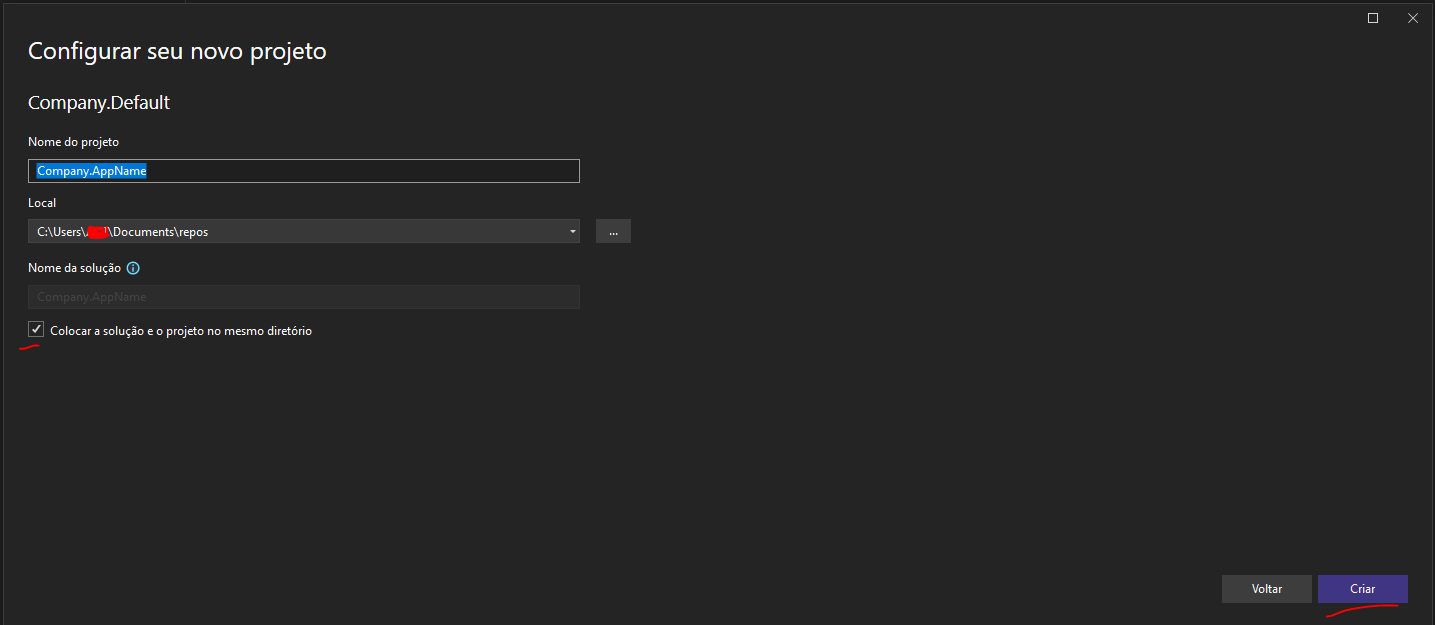 Configurar seu novo projeto
Company.Default
Nome do projeto
Company.AppName
Local
C:\Users\ \Documents\repos
...
Nome da solução
Company.AppName
Colocar a solução e o projeto no mesmo diretório
Voltar
Criar